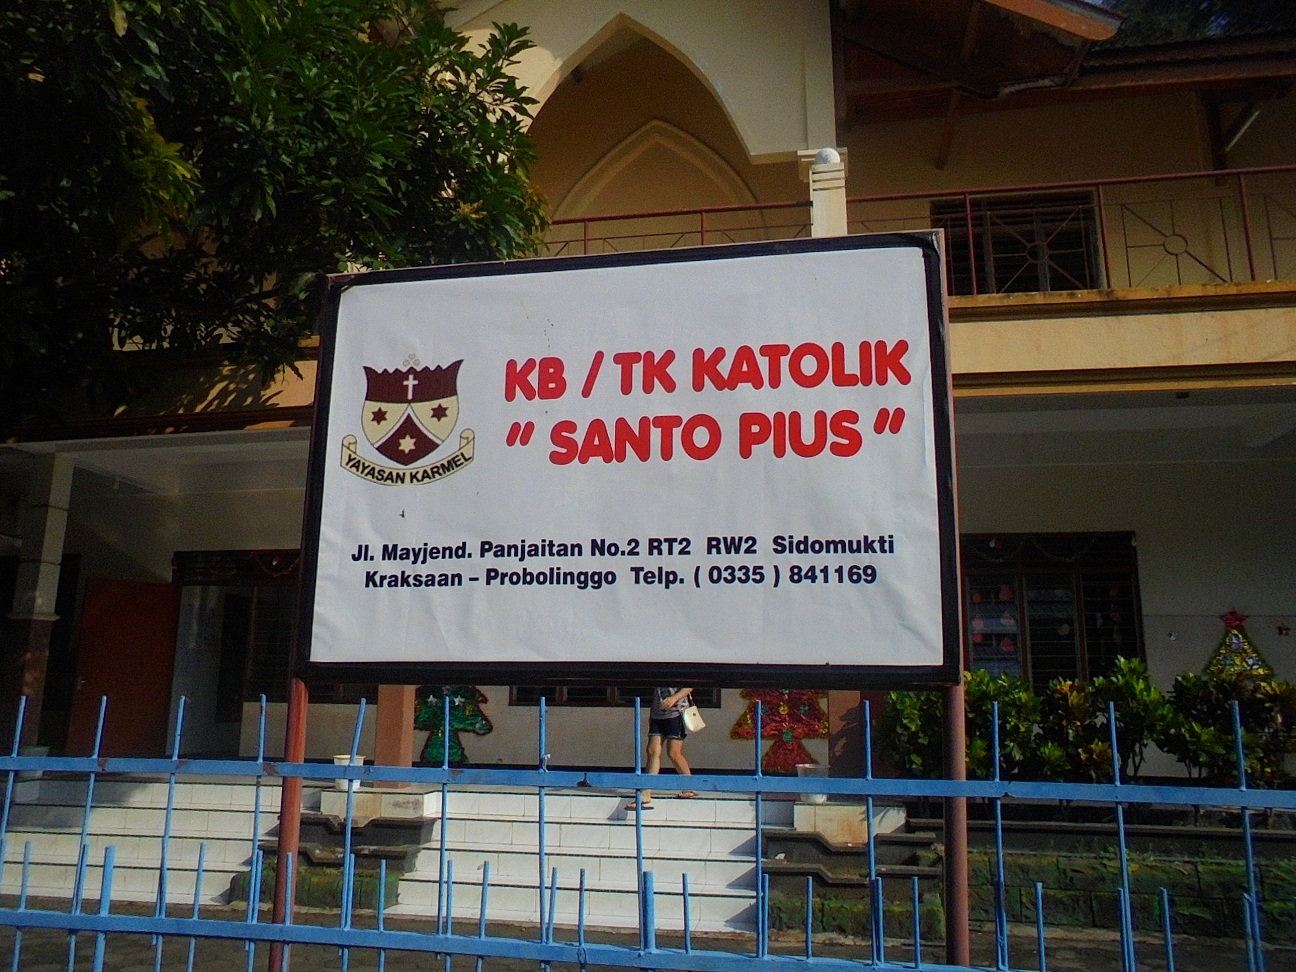 KB / TK KATOLIK
" SANTO PIUS "
YAYASAN KARMEL
Jl. Mayjend. Panjaitan No.2 RT2 RW2 Sidomukti
Kraksaan – Probolinggo Telp. ( 0335 ) 841169